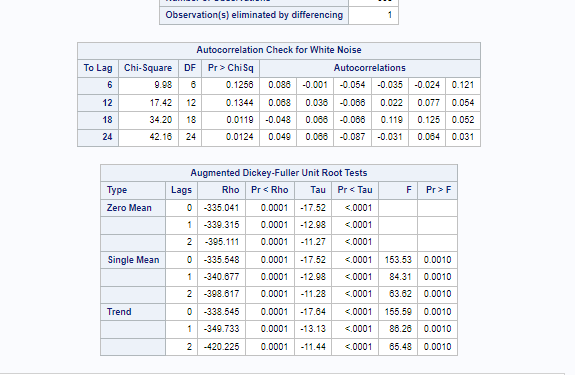 Observation(s) eliminated by differencing 1
Autocorrelation Check for White Noise
To Lag Chi-Square DF Pr > ChiSq Autocorrelations
6 9.98 6 0.1256 0.086 -0.001 -0.054 -0.035 -0.024 0.121
12 17.42 12 0.1344 0.068 0.036 -0.066 0.022 0.077 0.054
18 34.20 18 0.0119 -0.048 0.066 -0.066 0.119 0.125 0.052
24 42.16 24 0.0124 0.049 0.066 -0.087 -0.031 0.064 0.031
Augmented Dickey-Fuller Unit Root Tests
Type Lags Rho Pr < Rho Tau Pr < Tau F Pr > F
Zero Mean 0 -335.041 0.0001 -17.52 <.0001
1 -339.315 0.0001 -12.98 <.0001
2 -395.111 0.0001 -11.27 <.0001
Single Mean 0 -335.548 0.0001 -17.52 <.0001 153.53 0.0010
1 -340.677 0.0001 -12.98 <.0001 84.31 0.0010
2 -398.617 0.0001 -11.28 <.0001 63.62 0.0010
Trend 0 -338.545 0.0001 -17.64 <.0001 155.59 0.0010
1 -349.733 0.0001 -13.13 <.0001 86.26 0.0010
2 -420.225 0.0001 -11.44 <.0001 65.48 0.0010